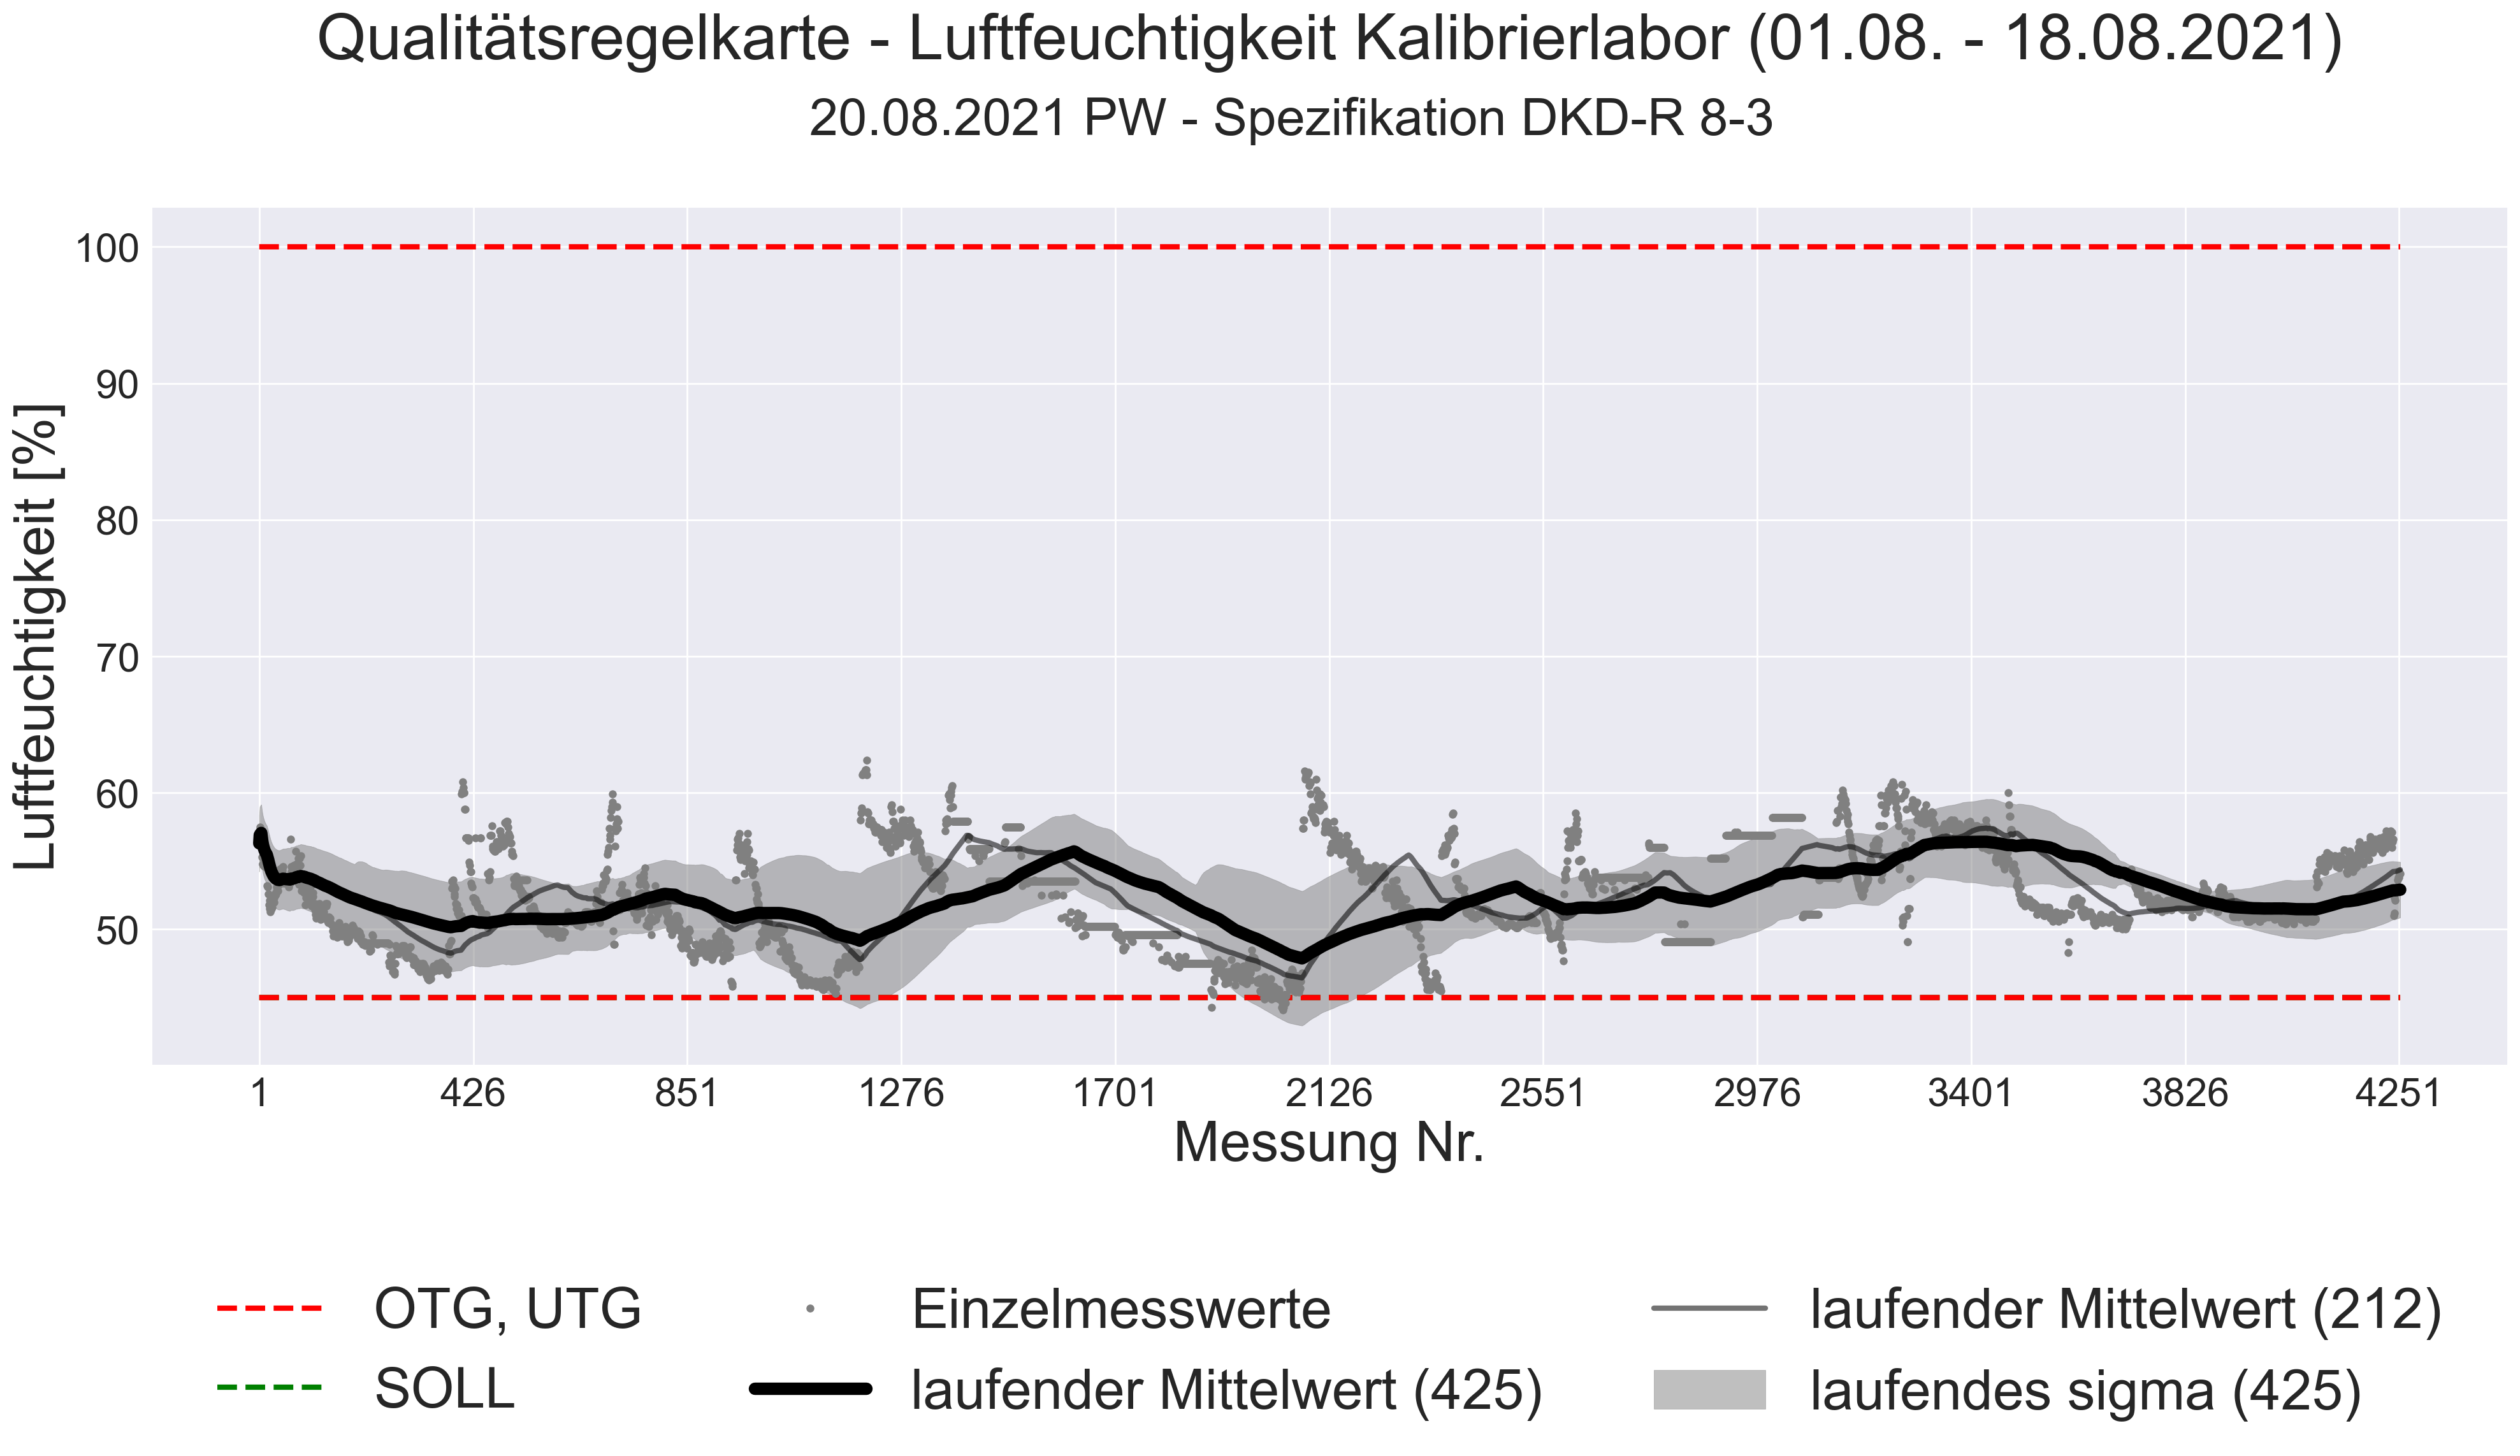 Qualitätsregelkarte - Luftfeuchtigkeit Kalibrierlabor (01.08. - 18.08.2021)
20.08.2021 PW - Spezifikation DKD-R 8-3
Luftfeuchtigkeit [%]
100
90
80
70
60
50
1 426 851 1276 1701 2126 2551 2976 3401 3826 4251
Messung Nr.
OTG, UTG Einzelmesswerte laufender Mittelwert (212)
SOLL laufender Mittelwert (425) laufendes sigma (425)